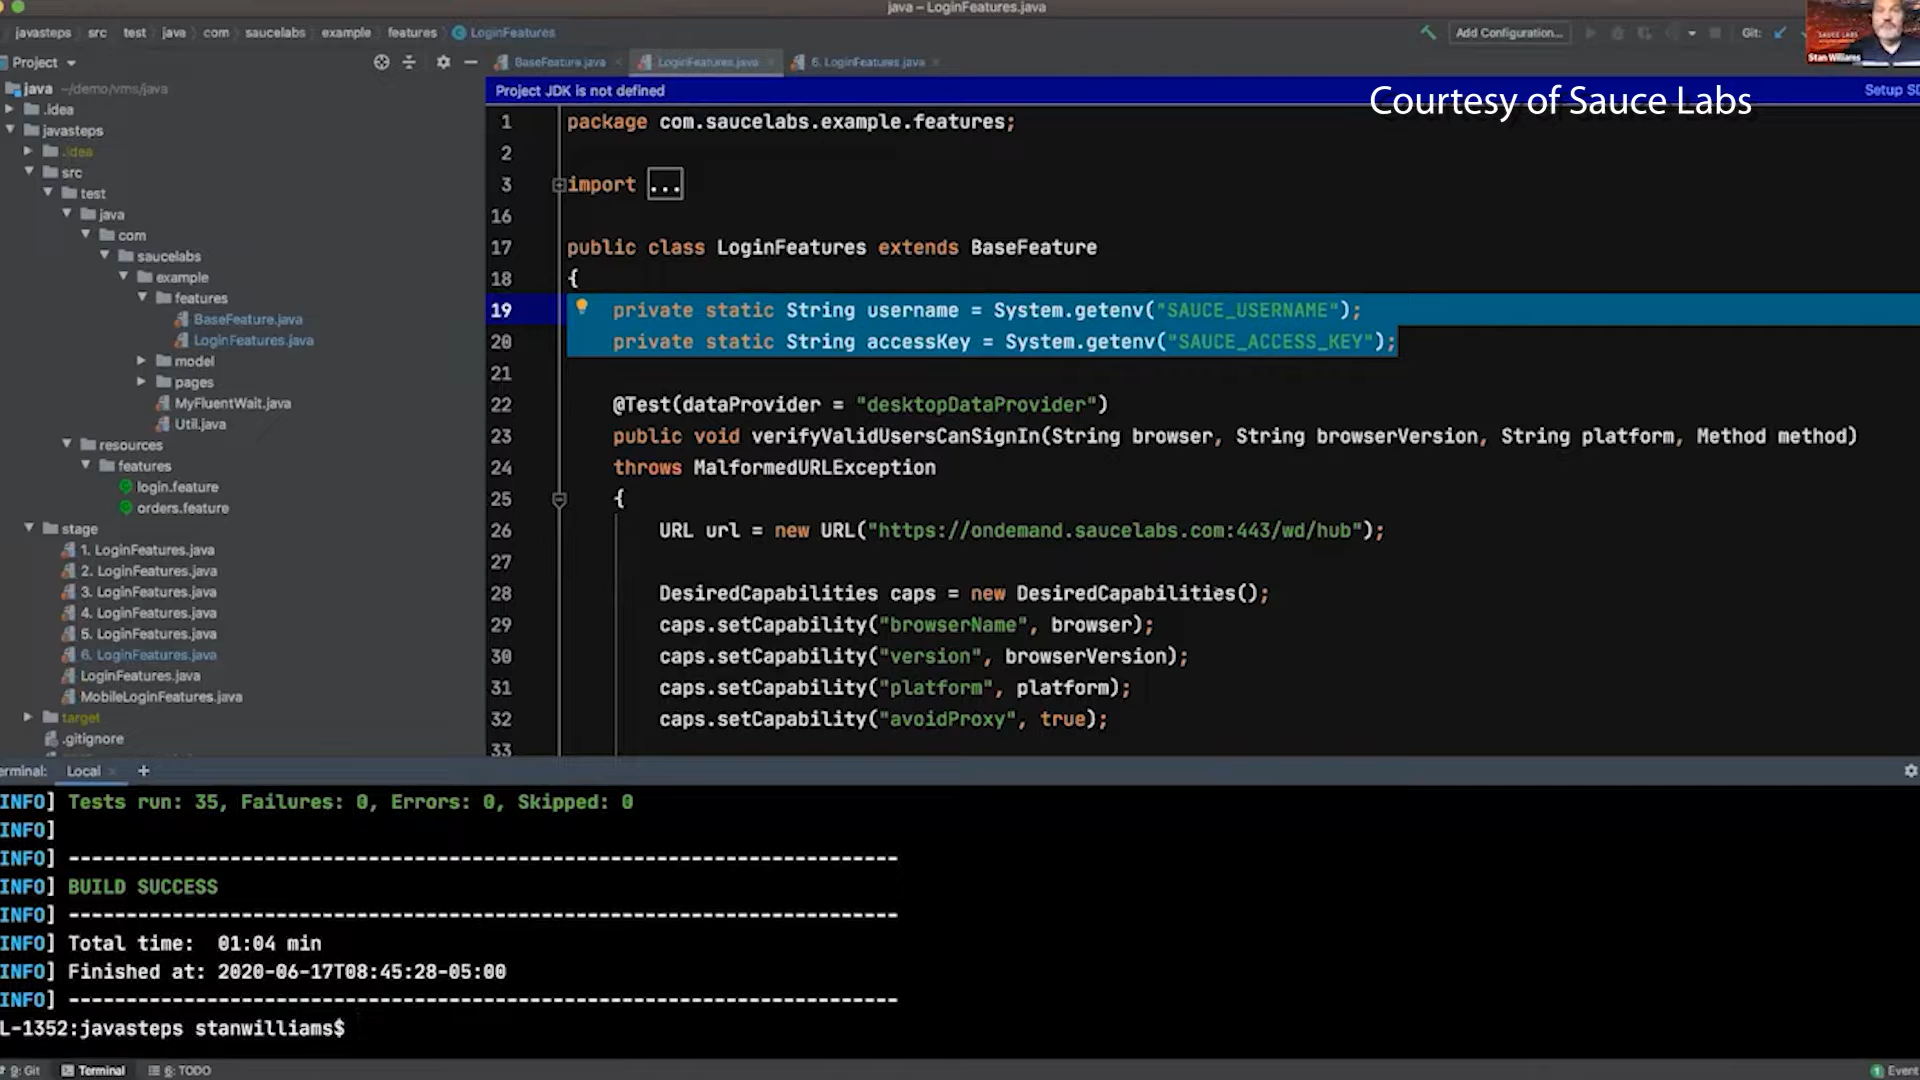 java – LoginFeatures.java
javasteps src test java com saucelabs example features LoginFeatures
Add Configuration...
Git:
SAUCE LABS
Stan Williams
Project
BaseFeature.java
LoginFeatures.java
6. LoginFeatures.java
java ~/demo/vms/java
.idea
javasteps
.idea
src
test
java
com
saucelabs
example
features
BaseFeature.java
LoginFeatures.java
model
pages
MyFluentWait.java
Util.java
resources
features
login.feature
orders.feature
stage
1. LoginFeatures.java
2. LoginFeatures.java
3. LoginFeatures.java
4. LoginFeatures.java
5. LoginFeatures.java
6. LoginFeatures.java
LoginFeatures.java
MobileLoginFeatures.java
target
.gitignore
Project JDK is not defined
Setup SD
Courtesy of Sauce Labs
1 package com.saucelabs.example.features;
2
3 import ...
16
17 public class LoginFeatures extends BaseFeature
18 {
19 private static String username = System.getenv("SAUCE_USERNAME");
20 private static String accessKey = System.getenv("SAUCE_ACCESS_KEY");
21
22 @Test(dataProvider = "desktopDataProvider")
23 public void verifyValidUsersCanSignIn(String browser, String browserVersion, String platform, Method method)
24 throws MalformedURLException
25 {
26 URL url = new URL("https://ondemand.saucelabs.com:443/wd/hub");
27
28 DesiredCapabilities caps = new DesiredCapabilities();
29 caps.setCapability("browserName", browser);
30 caps.setCapability("version", browserVersion);
31 caps.setCapability("platform", platform);
32 caps.setCapability("avoidProxy", true);
33
erminal: Local +
INFO] Tests run: 35, Failures: 0, Errors: 0, Skipped: 0
INFO]
INFO] ------------------------------------------------------------------------
INFO] BUILD SUCCESS
INFO] ------------------------------------------------------------------------
INFO] Total time: 01:04 min
INFO] Finished at: 2020-06-17T08:45:28-05:00
INFO] ------------------------------------------------------------------------
L-1352:javasteps stanwilliams$
9: Git Terminal 6: TODO
1 Event